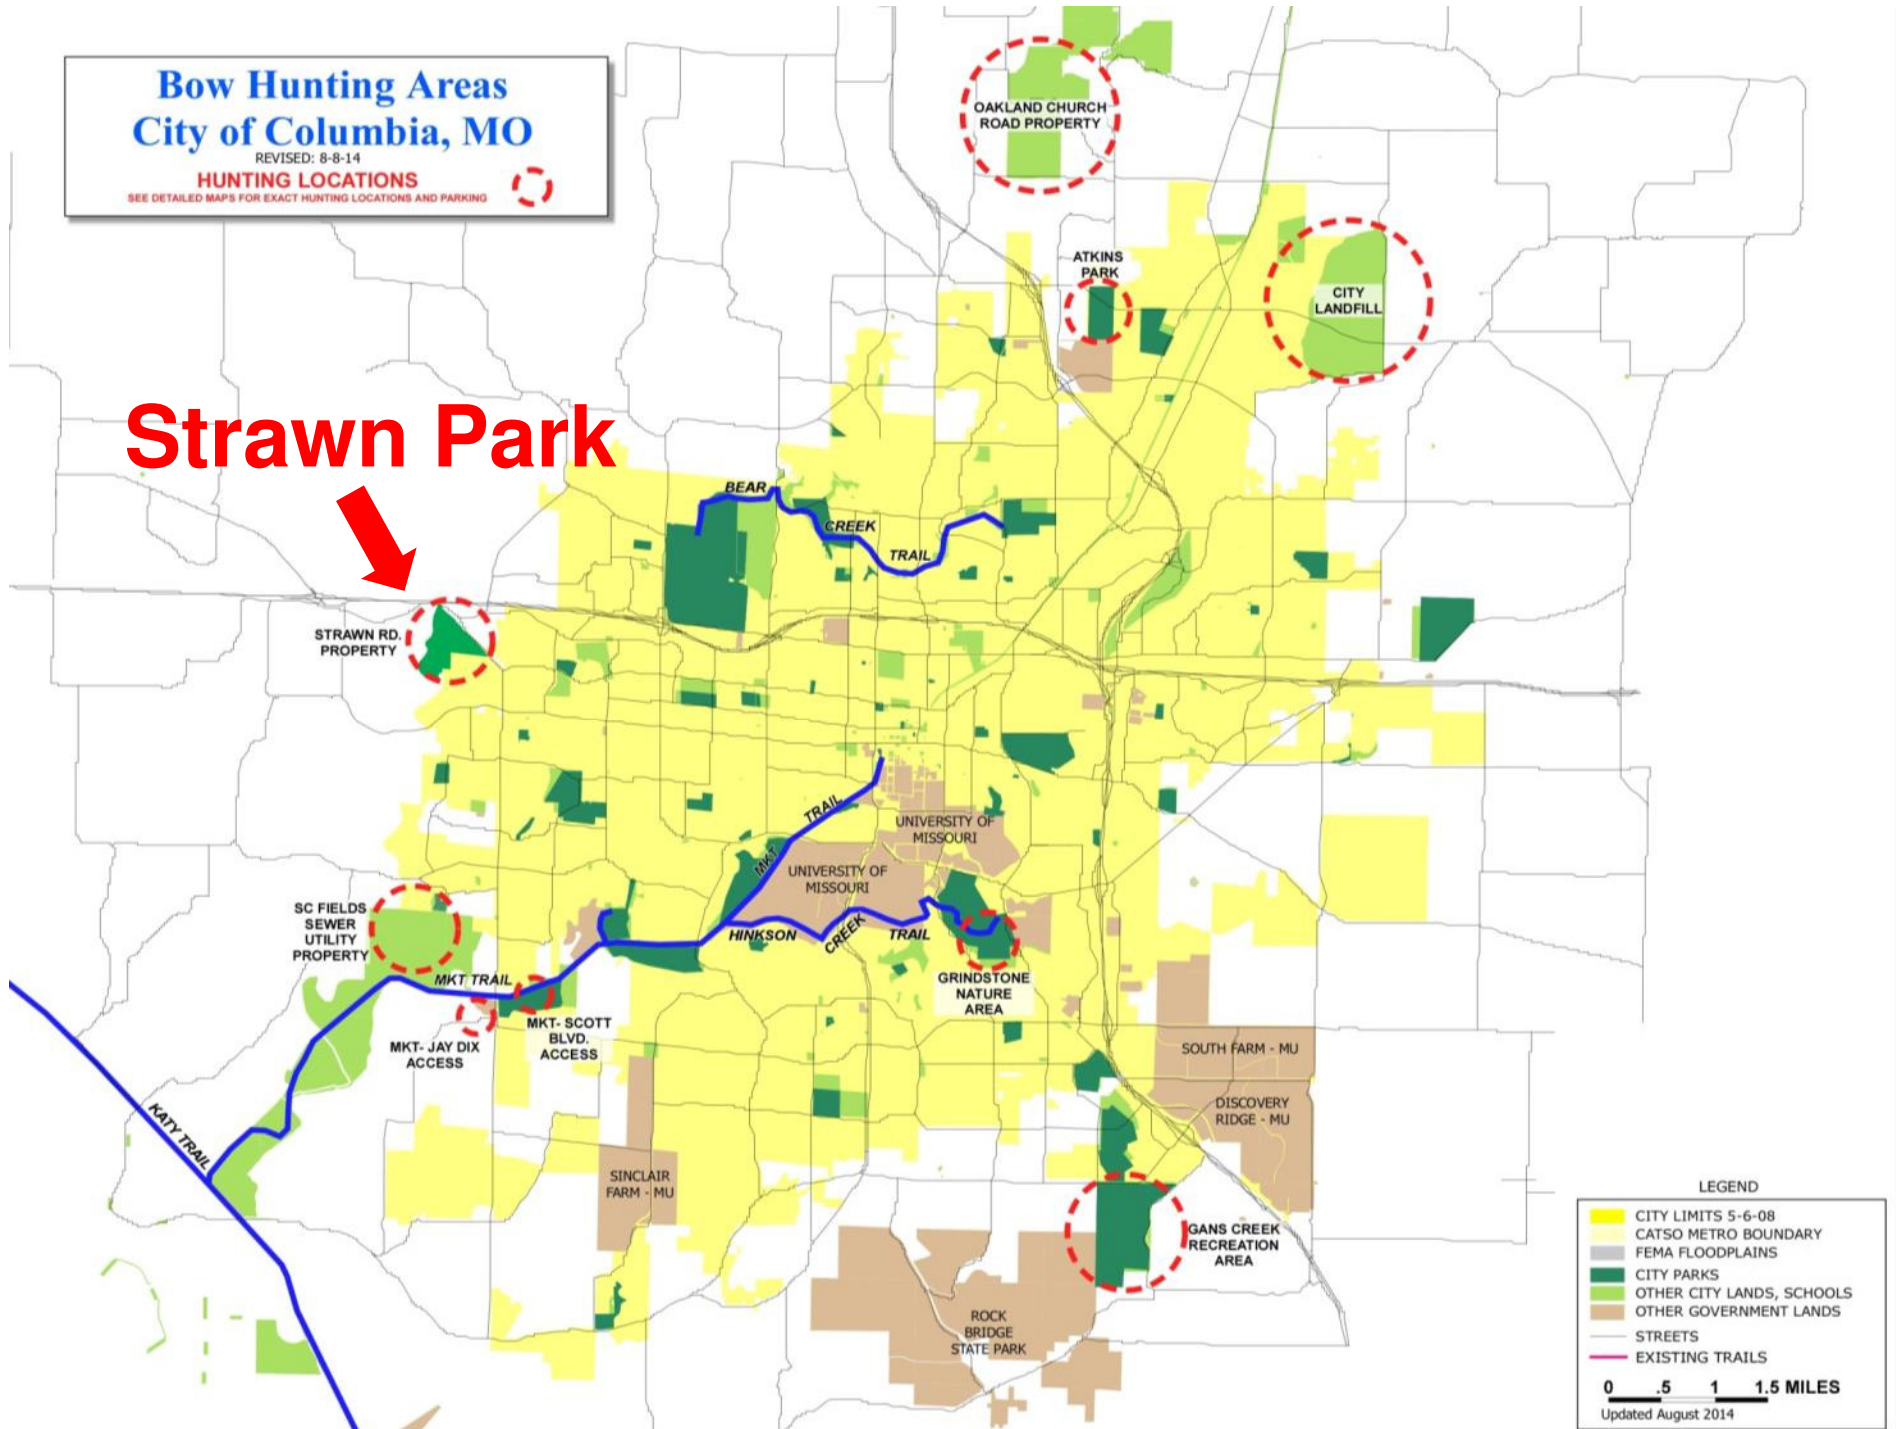 Bow Hunting Areas
City of Columbia, MO
REVISED: 8-8-14
HUNTING LOCATIONS
SEE DETAILED MAPS FOR EXACT HUNTING LOCATIONS AND PARKING
OAKLAND CHURCH
ROAD PROPERTY
ATKINS
PARK
CITY
LANDFILL
Strawn Park
BEAR
CREEK
TRAIL
STRAWN RD.
PROPERTY
TRAIL
MKT
UNIVERSITY OF
MISSOURI
UNIVERSITY OF
MISSOURI
SC FIELDS
SEWER
UTILITY
PROPERTY
HINKSON
CREEK
TRAIL
MKT TRAIL
GRINDSTONE
NATURE
AREA
MKT- JAY DIX
ACCESS
MKT- SCOTT
BLVD.
ACCESS
SOUTH FARM - MU
DISCOVERY
RIDGE - MU
KATY TRAIL
SINCLAIR
FARM - MU
GANS CREEK
RECREATION
AREA
ROCK
BRIDGE
STATE PARK
LEGEND
CITY LIMITS 5-6-08
CATSO METRO BOUNDARY
FEMA FLOODPLAINS
CITY PARKS
OTHER CITY LANDS, SCHOOLS
OTHER GOVERNMENT LANDS
STREETS
EXISTING TRAILS
0 .5 1 1.5 MILES
Updated August 2014